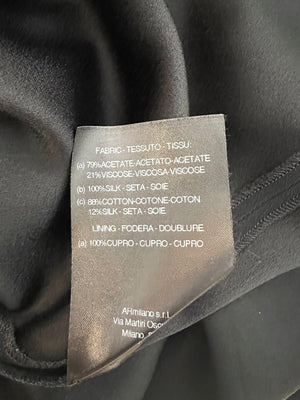 FABRIC - TESSUTO - TISSU:
(a) 79%ACETATE-ACETATO-ACETATE
21%VISCOSE-VISCOSA-VISCOSE
(b) 100%SILK - SETA - SOIE
(c) 88%COTTON-COTONE-COTON
12%SILK - SETA - SOIE
LINING - FODERA - DOUBLURE
(a) 100%CUPRO - CUPRO - CUPRO
ARmilano s.r.l.
Via Martiri
Milano,